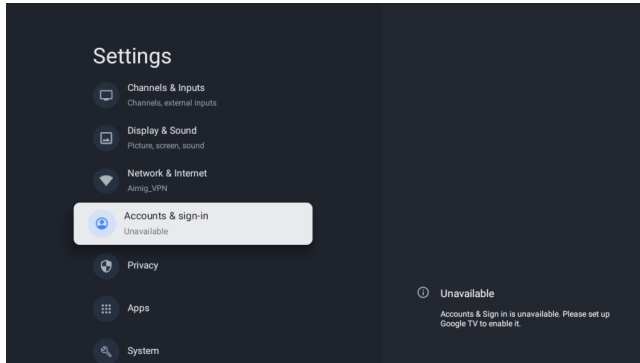 Settings
Channels & Inputs
Channels, external inputs
Display & Sound
Picture, screen, sound
Network & Internet
Aimig_VPN
Accounts & sign-in
Unavailable
Privacy
Apps
System
Unavailable
Accounts & Sign in is unavailable. Please set up
Google TV to enable it.